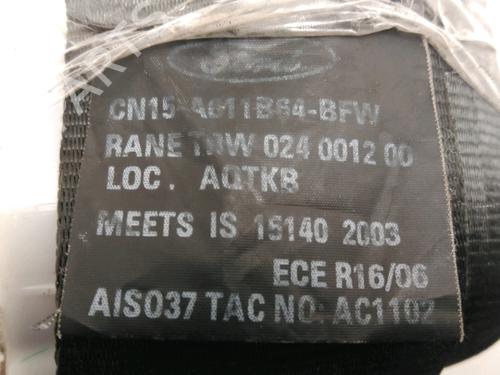 Ford
CN15-A611B64-BFW
RANE TRW 024 0012 00
LOC. AQTKB
MEETS IS 15140 2003
ECE R16/06
AIS037 TAC NO: AC1102